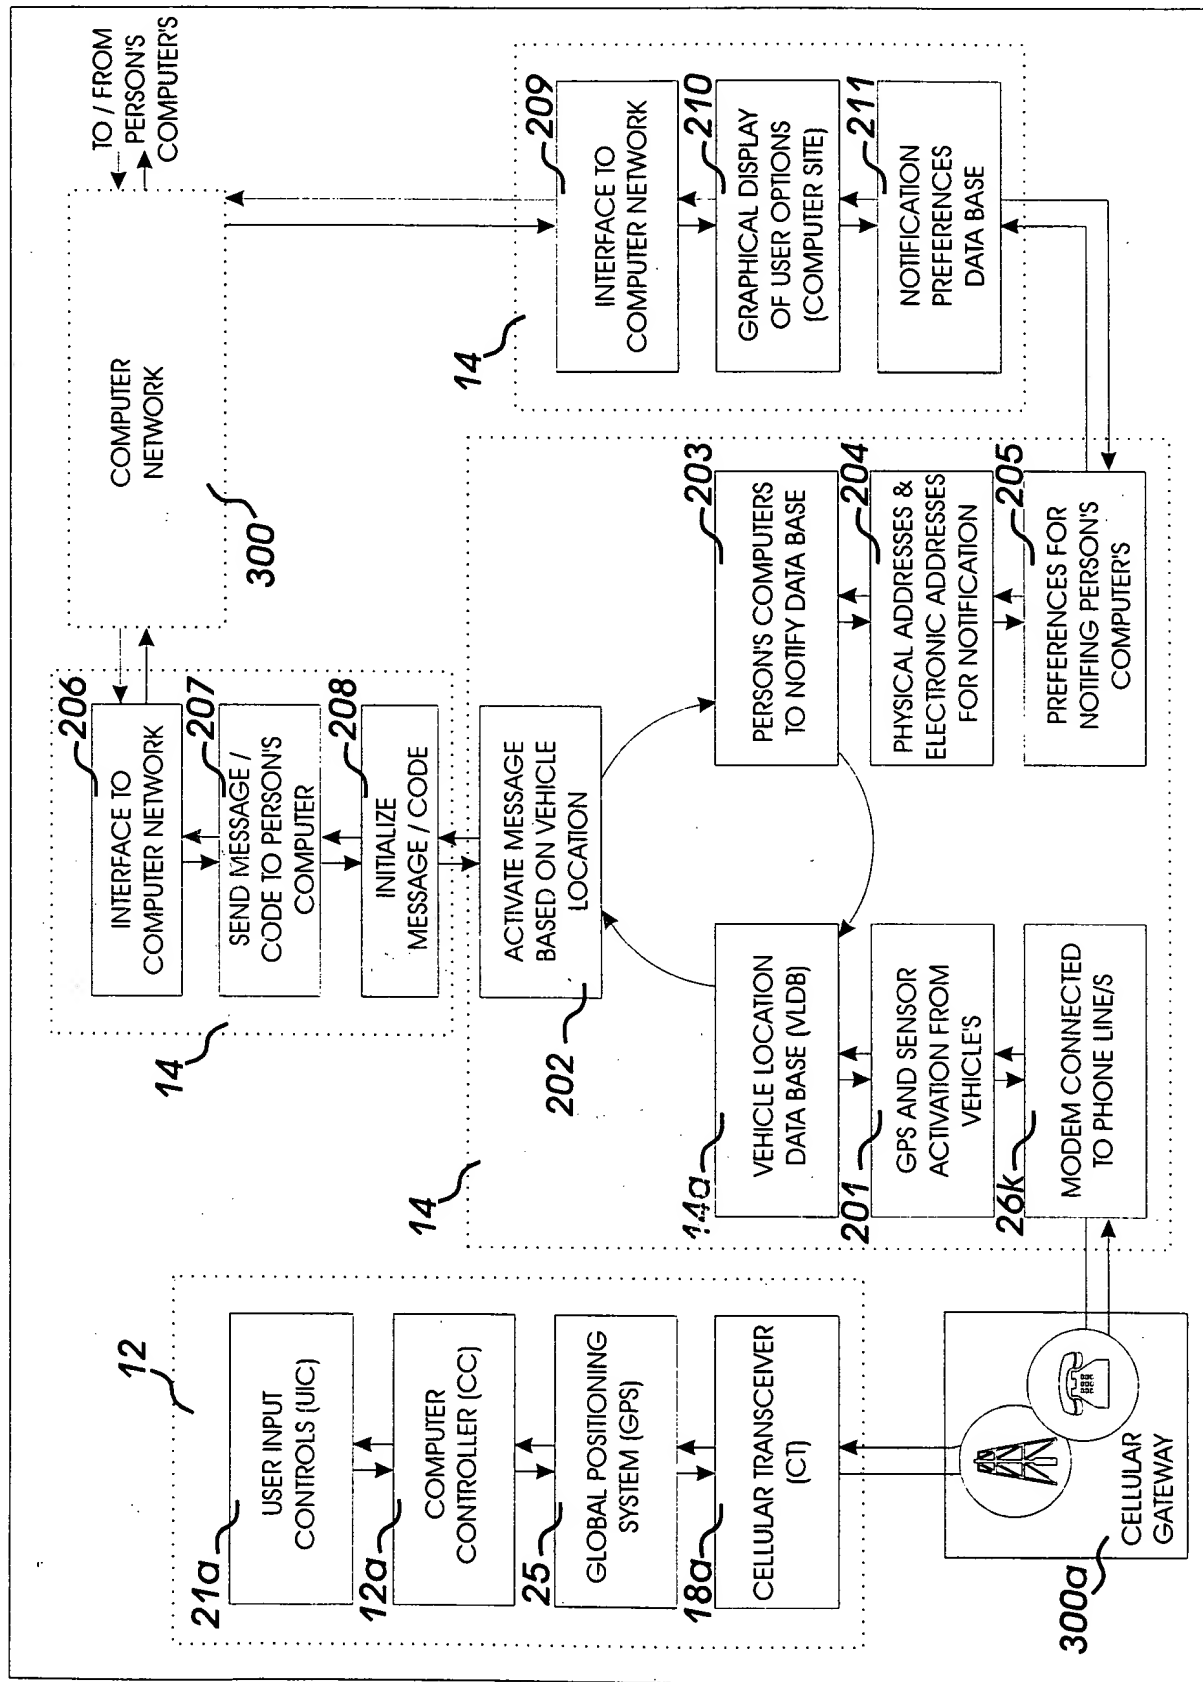 12
21a
USER INPUT
CONTROLS (UIC)
12a
COMPUTER
CONTROLLER (CC)
25
GLOBAL POSITIONING
SYSTEM (GPS)
18a
CELLULAR TRANSCEIVER
(CT)
300a
CELLULAR
GATEWAY
14
206
INTERFACE TO
COMPUTER NETWORK
207
SEND MESSAGE /
CODE TO PERSON'S
COMPUTER
208
INITIALIZE
MESSAGE / CODE
14
202
ACTIVATE MESSAGE
BASED ON VEHICLE
LOCATION
14a
VEHICLE LOCATION
DATA BASE (VLDB)
201
GPS AND SENSOR
ACTIVATION FROM
VEHICLE'S
26k
MODEM CONNECTED
TO PHONE LINE/S
203
PERSON'S COMPUTERS
TO NOTIFY DATA BASE
204
PHYSICAL ADDRESSES &
ELECTRONIC ADDRESSES
FOR NOTIFICATION
205
PREFERENCES FOR
NOTIFING PERSON'S
COMPUTER'S
COMPUTER
NETWORK
300
TO / FROM
PERSON'S
COMPUTER'S
14
209
INTERFACE TO
COMPUTER NETWORK
210
GRAPHICAL DISPLAY
OF USER OPTIONS
(COMPUTER SITE)
211
NOTIFICATION
PREFERENCES
DATA BASE